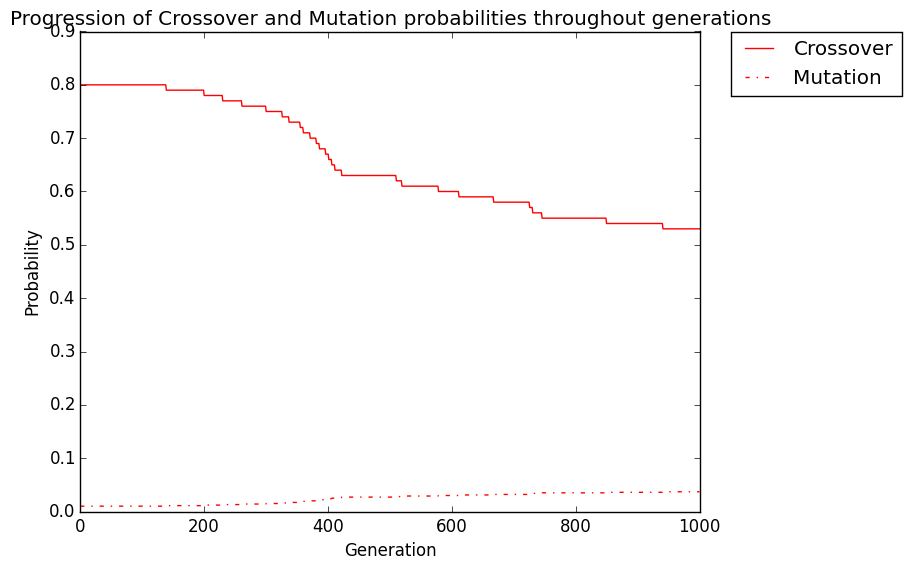 Progression of Crossover and Mutation probabilities throughout generations
0.9
0.8
0.7
0.6
0.5
0.4
0.3
0.2
0.1
0.0
Probability
0 200 400 600 800 1000
Generation
Crossover
Mutation